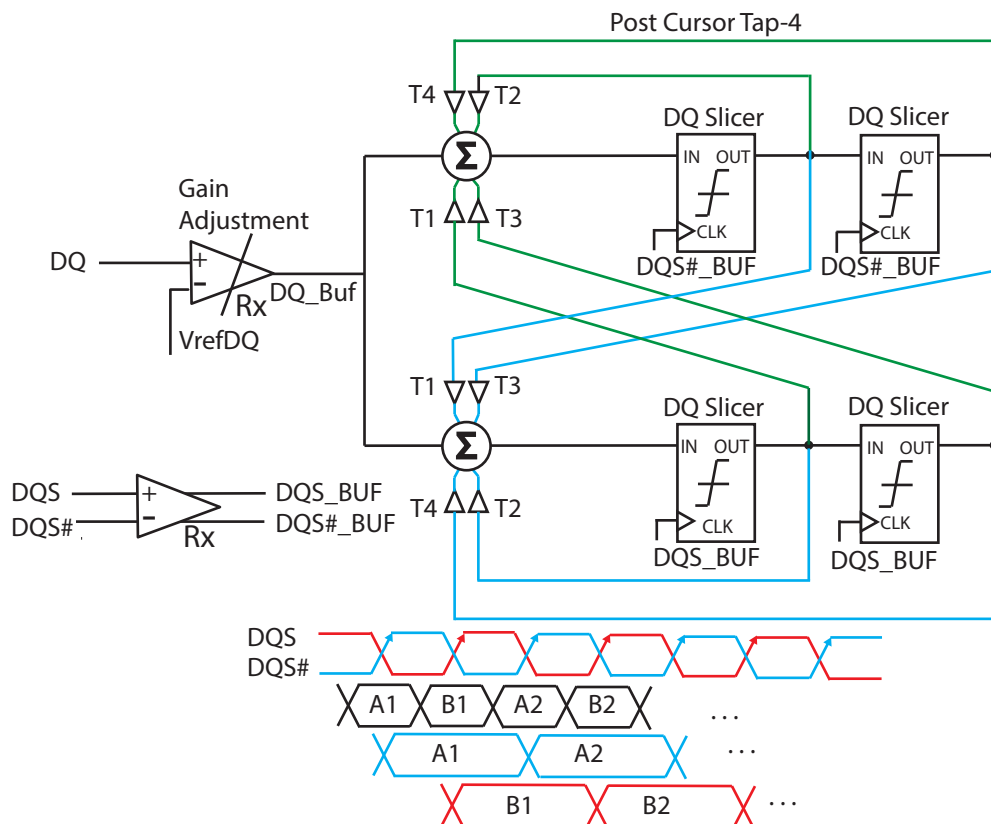 Post Cursor Tap-4
T4
T2
DQ Slicer
DQ Slicer
Σ
IN OUT
IN OUT
Gain
Adjustment
T1
T3
CLK
CLK
DQS#_BUF
DQS#_BUF
DQ
+
−
Rx
DQ_Buf
VrefDQ
T1
T3
DQ Slicer
DQ Slicer
Σ
IN OUT
IN OUT
DQS
+
DQS_BUF
T4
T2
DQS#
−
DQS#_BUF
Rx
CLK
CLK
DQS_BUF
DQS_BUF
DQS
DQS#
A1 B1 A2 B2 ...
A1 A2 ...
B1 B2 ...